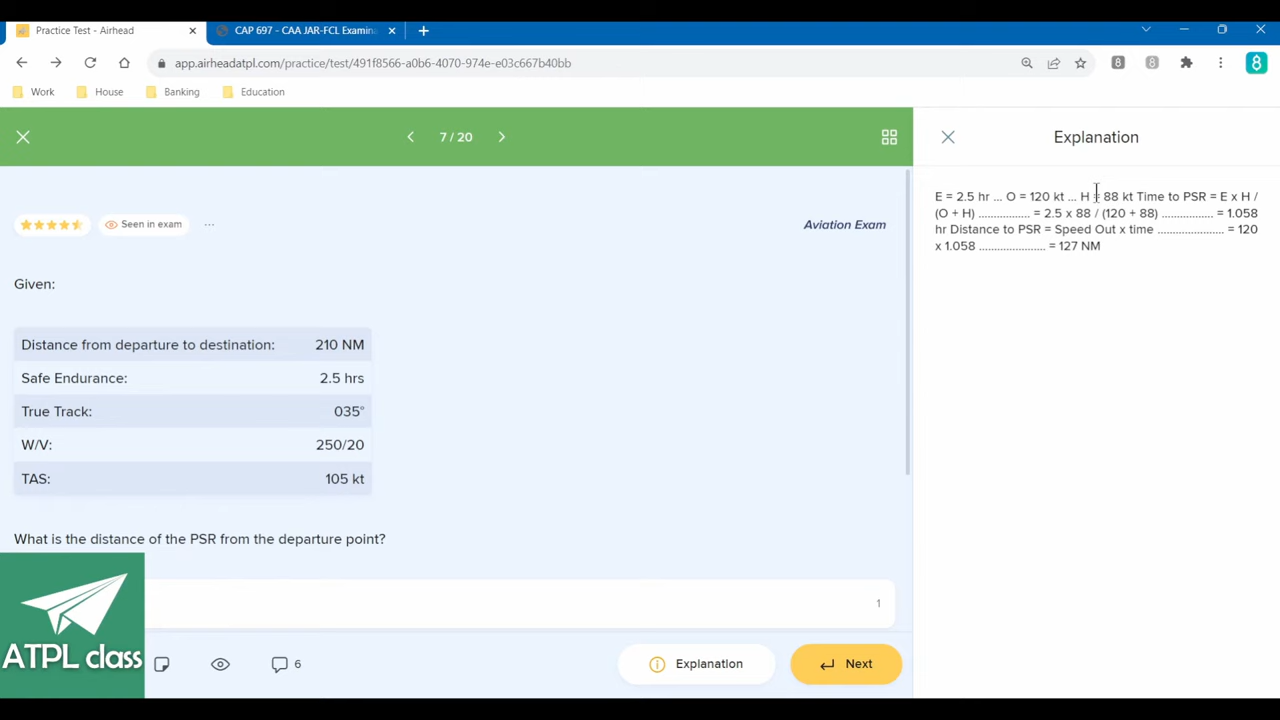 Practice Test - Airhead
CAP 697 - CAA JAR-FCL Examina
app.airheadatpl.com/practice/test/491f8566-a0b6-4070-974e-e03c667b40bb
8
8
8
Work
House
Banking
Education
7 / 20
Explanation
E = 2.5 hr ... O = 120 kt ... H = 88 kt Time to PSR = E x H /
(O + H) ................. = 2.5 x 88 / (120 + 88) ................. = 1.058
hr Distance to PSR = Speed Out x time ...................... = 120
x 1.058 ...................... = 127 NM
Seen in exam
...
Aviation Exam
Given:
Distance from departure to destination: 210 NM
Safe Endurance: 2.5 hrs
True Track: 035°
W/V: 250/20
TAS: 105 kt
What is the distance of the PSR from the departure point?
1
ATPL class
6
Explanation
Next